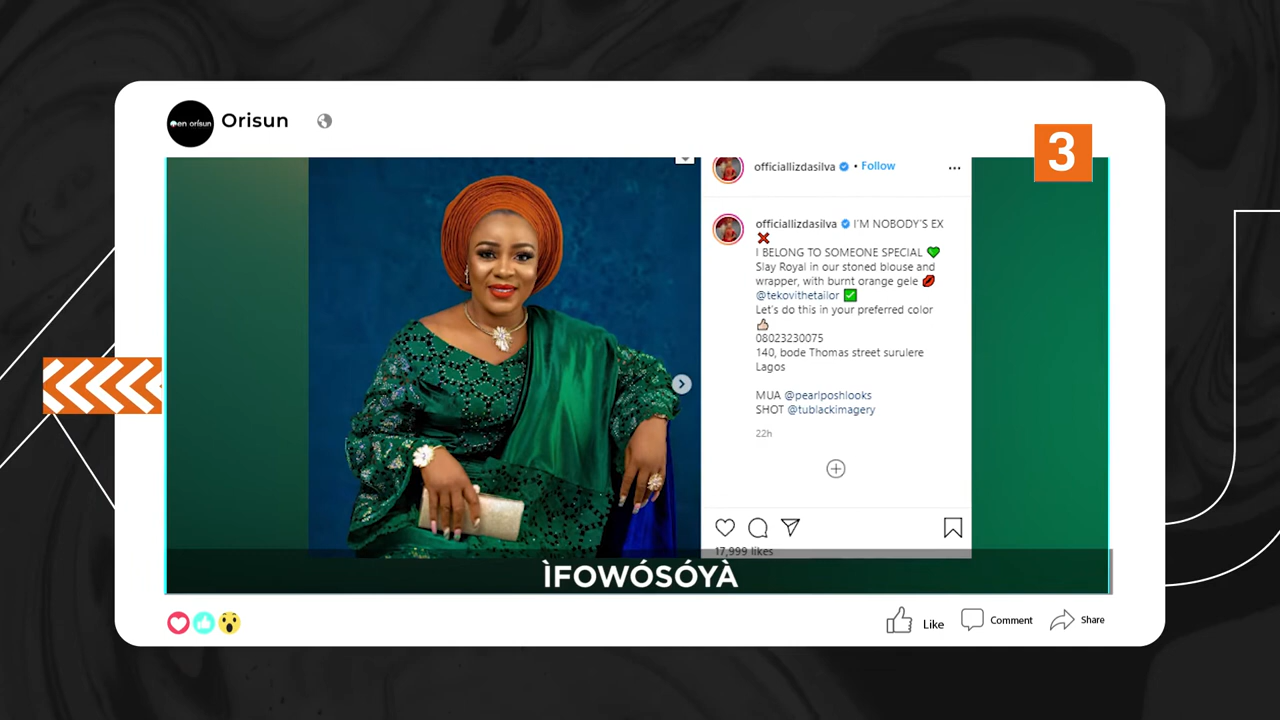 en orisun
Orisun
3
officiallizdasilva • Follow
officiallizdasilva I'M NOBODY'S EX
❌
I BELONG TO SOMEONE SPECIAL 💚
Slay Royal in our stoned blouse and
wrapper, with burnt orange gele 💋
@tekovithetailor ✅
Let's do this in your preferred color
👍🏻
08023230075
140, bode Thomas street surulere
Lagos
MUA @pearlposhlooks
SHOT @tublackimagery
22h
17,999 likes
ÌFOWÓSÓYÀ
Like
Comment
Share